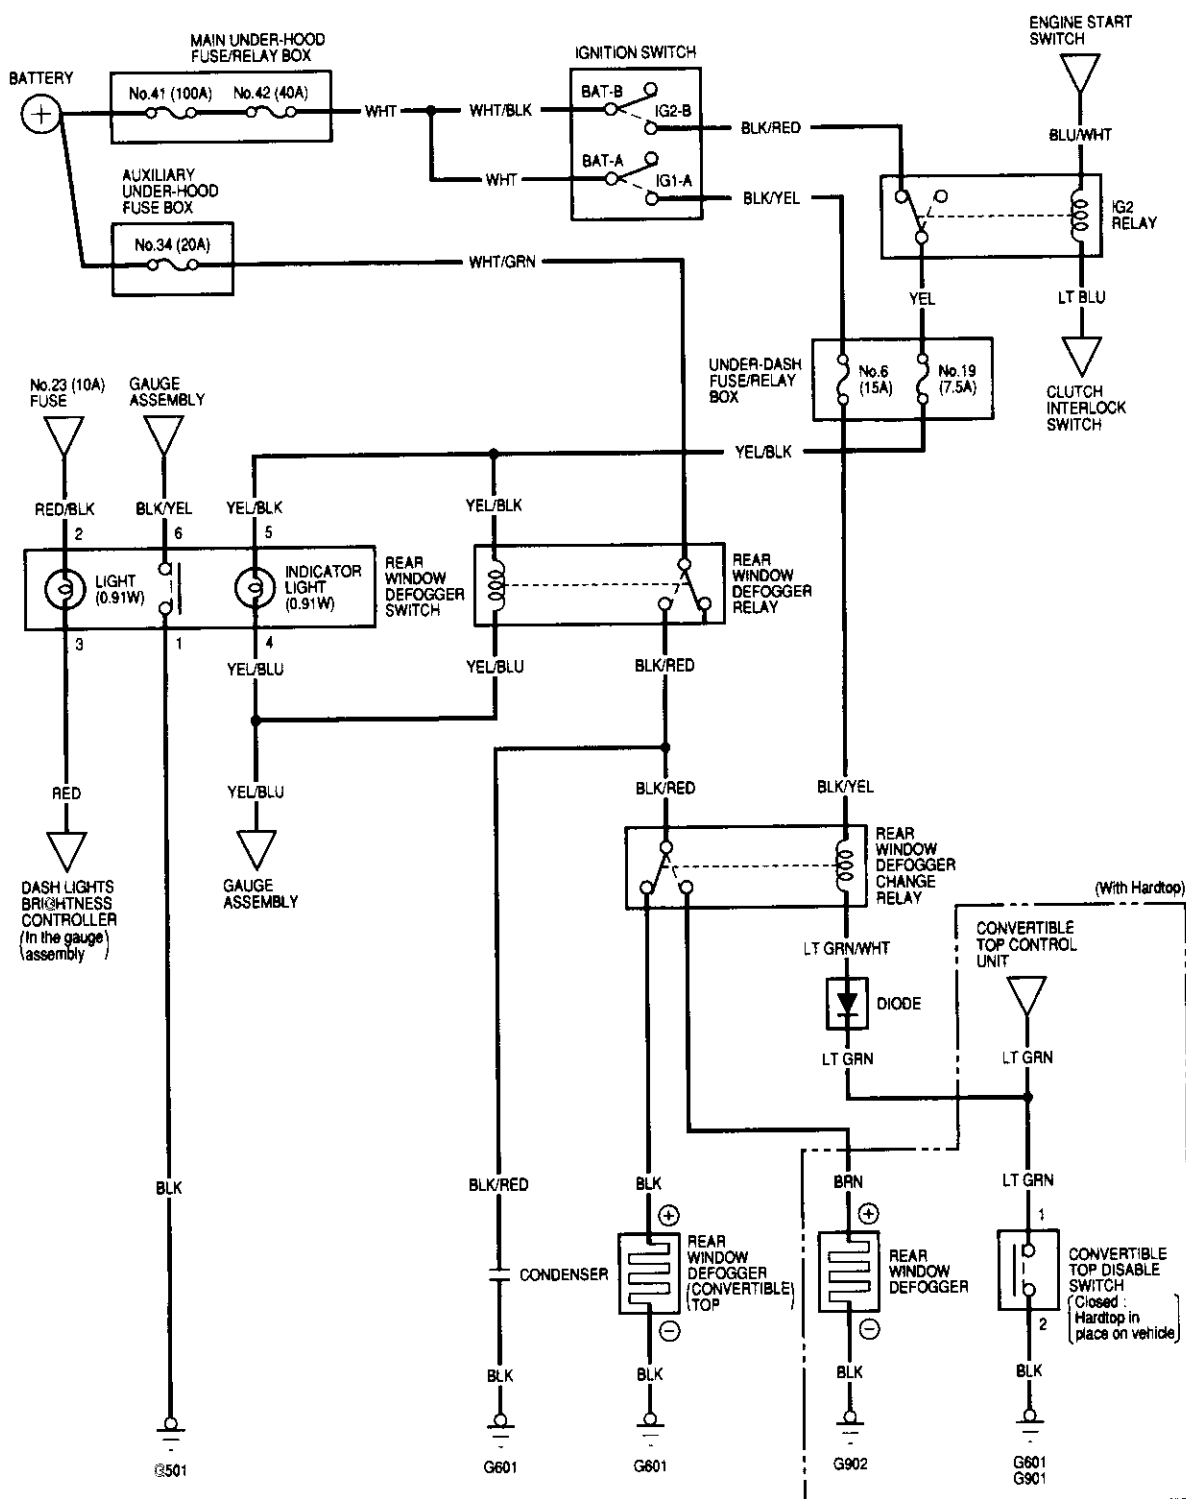 MAIN UNDER-HOOD
FUSE/RELAY BOX
IGNITION SWITCH
ENGINE START
SWITCH
BATTERY
No.41 (100A)
No.42 (40A)
WHT
WHT/BLK
BAT-B
IG2-B
BLK/RED
BLU/WHT
AUXILIARY
UNDER-HOOD
FUSE BOX
WHT
BAT-A
IG1-A
BLK/YEL
IG2
RELAY
No.34 (20A)
WHT/GRN
YEL
LT BLU
No.23 (10A)
FUSE
GAUGE
ASSEMBLY
UNDER-DASH
FUSE/RELAY
BOX
No.6
(15A)
No.19
(7.5A)
CLUTCH
INTERLOCK
SWITCH
YEL/BLK
RED/BLK
BLK/YEL
YEL/BLK
YEL/BLK
2
6
5
LIGHT
(0.91W)
INDICATOR
LIGHT
(0.91W)
REAR
WINDOW
DEFOGGER
SWITCH
REAR
WINDOW
DEFOGGER
RELAY
3
1
4
YEL/BLU
YEL/BLU
BLK/RED
RED
YEL/BLU
BLK/RED
BLK/YEL
DASH LIGHTS
BRIGHTNESS
CONTROLLER
(In the gauge)
assembly
GAUGE
ASSEMBLY
REAR
WINDOW
DEFOGGER
CHANGE
RELAY
(With Hardtop)
LT GRN/WHT
CONVERTIBLE
TOP CONTROL
UNIT
DIODE
LT GRN
LT GRN
BLK
BLK/RED
BLK
BRN
LT GRN
+
+
1
CONDENSER
REAR
WINDOW
DEFOGGER
(CONVERTIBLE)
TOP
REAR
WINDOW
DEFOGGER
CONVERTIBLE
TOP DISABLE
SWITCH
(Closed :
Hardtop in
place on vehicle)
−
−
2
BLK
BLK
BLK
BLK
G501
G601
G601
G902
G601
G901